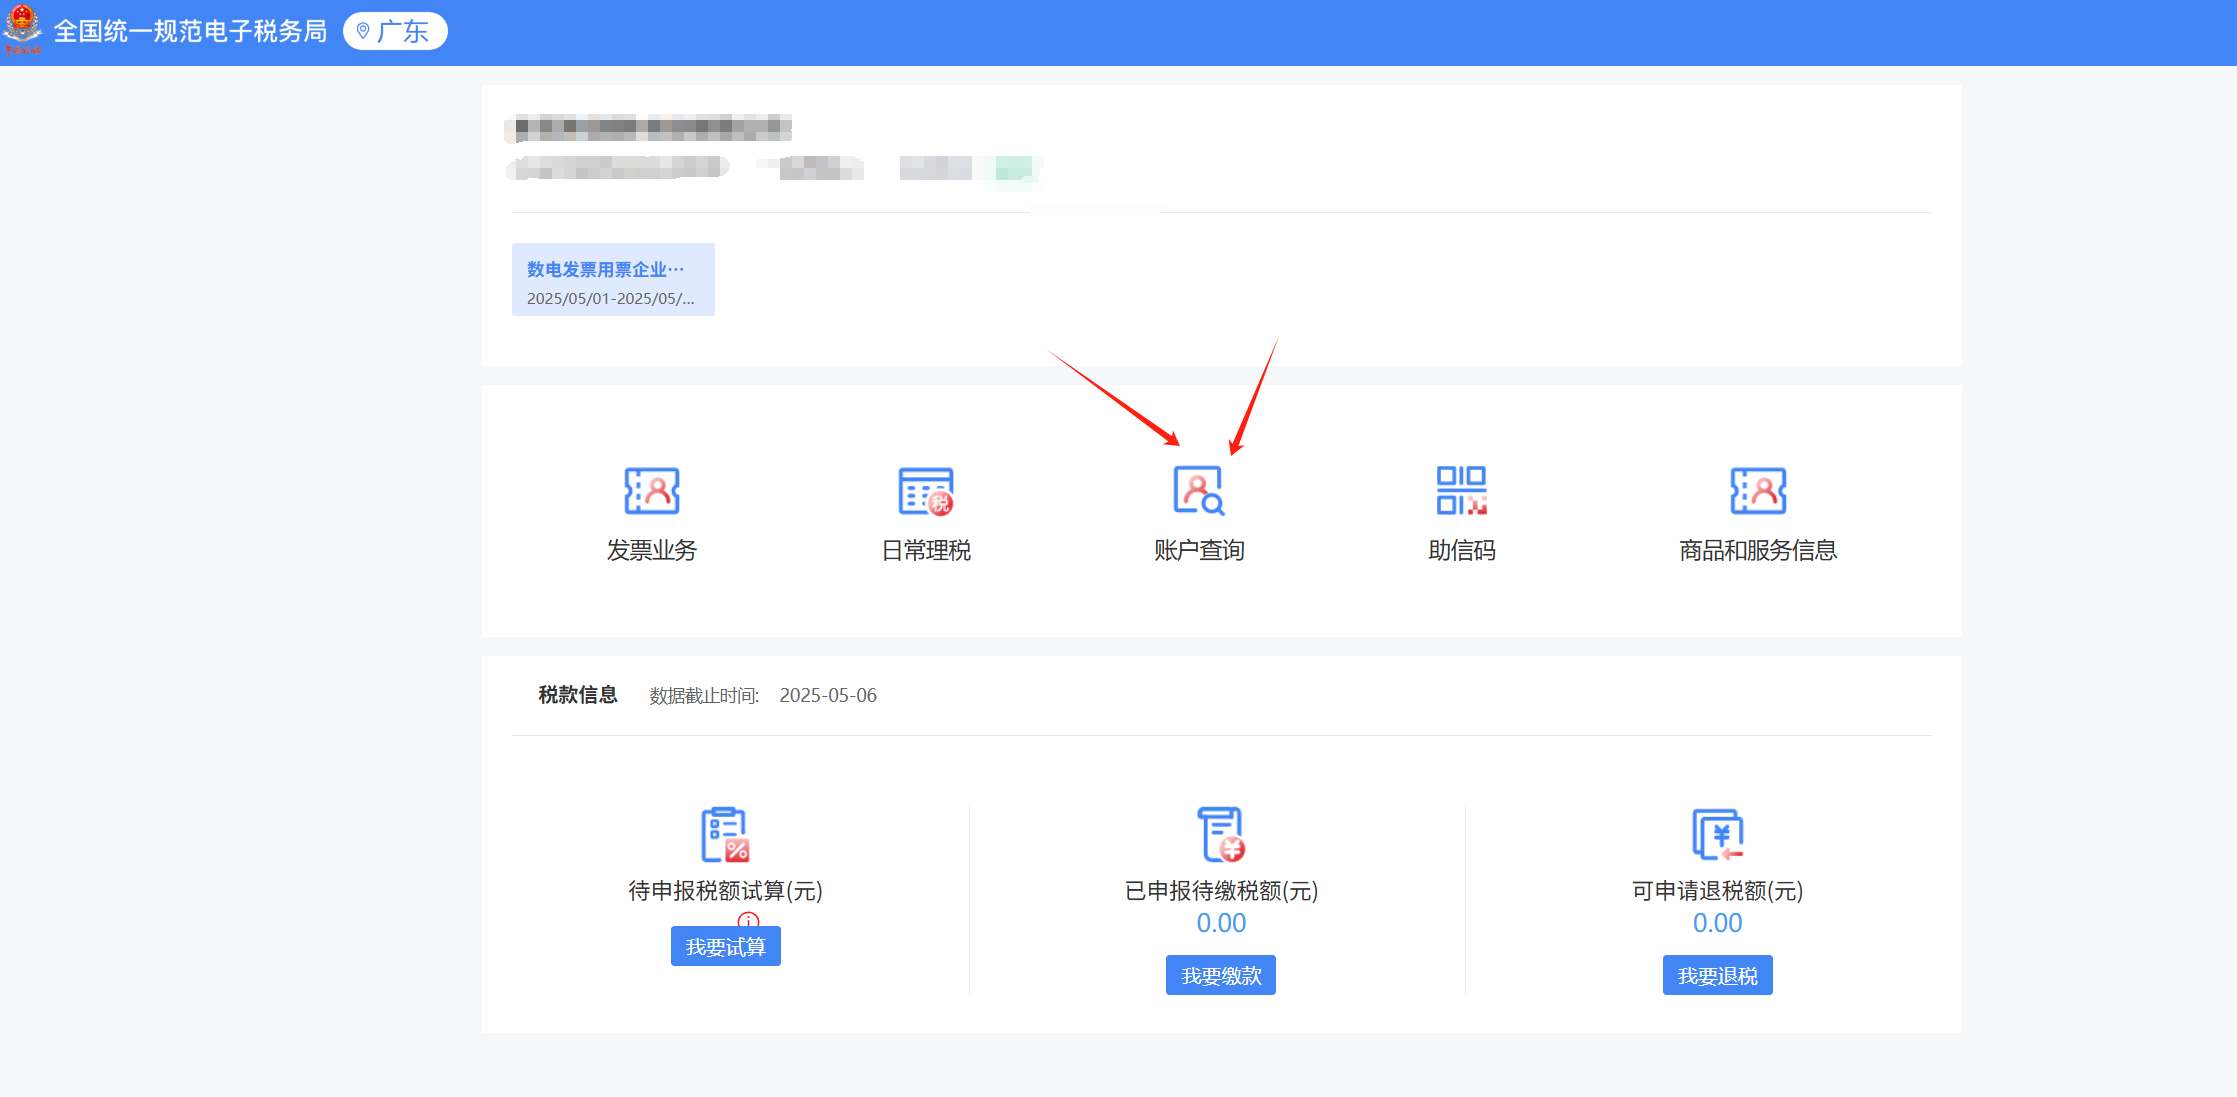 全国统一规范电子税务局
广东
数电发票用票企业…
2025/05/01-2025/05/...
发票业务
日常理税
账户查询
助信码
商品和服务信息
税款信息 数据截止时间: 2025-05-06
待申报税额试算(元)
我要试算
已申报待缴税额(元)
0.00
我要缴款
可申请退税额(元)
0.00
我要退税